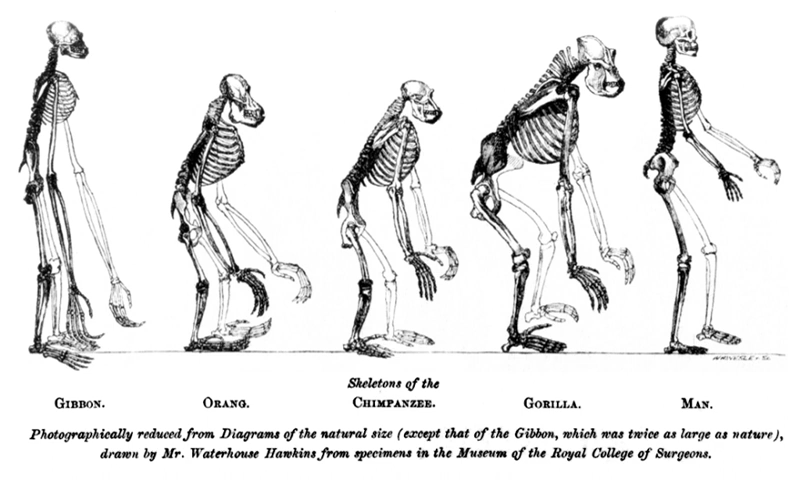 Skeletons of the
GIBBON. ORANG. CHIMPANZEE. GORILLA. MAN.
Photographically reduced from Diagrams of the natural size (except that of the Gibbon, which was twice as large as nature),
drawn by Mr. Waterhouse Hawkins from specimens in the Museum of the Royal College of Surgeons.